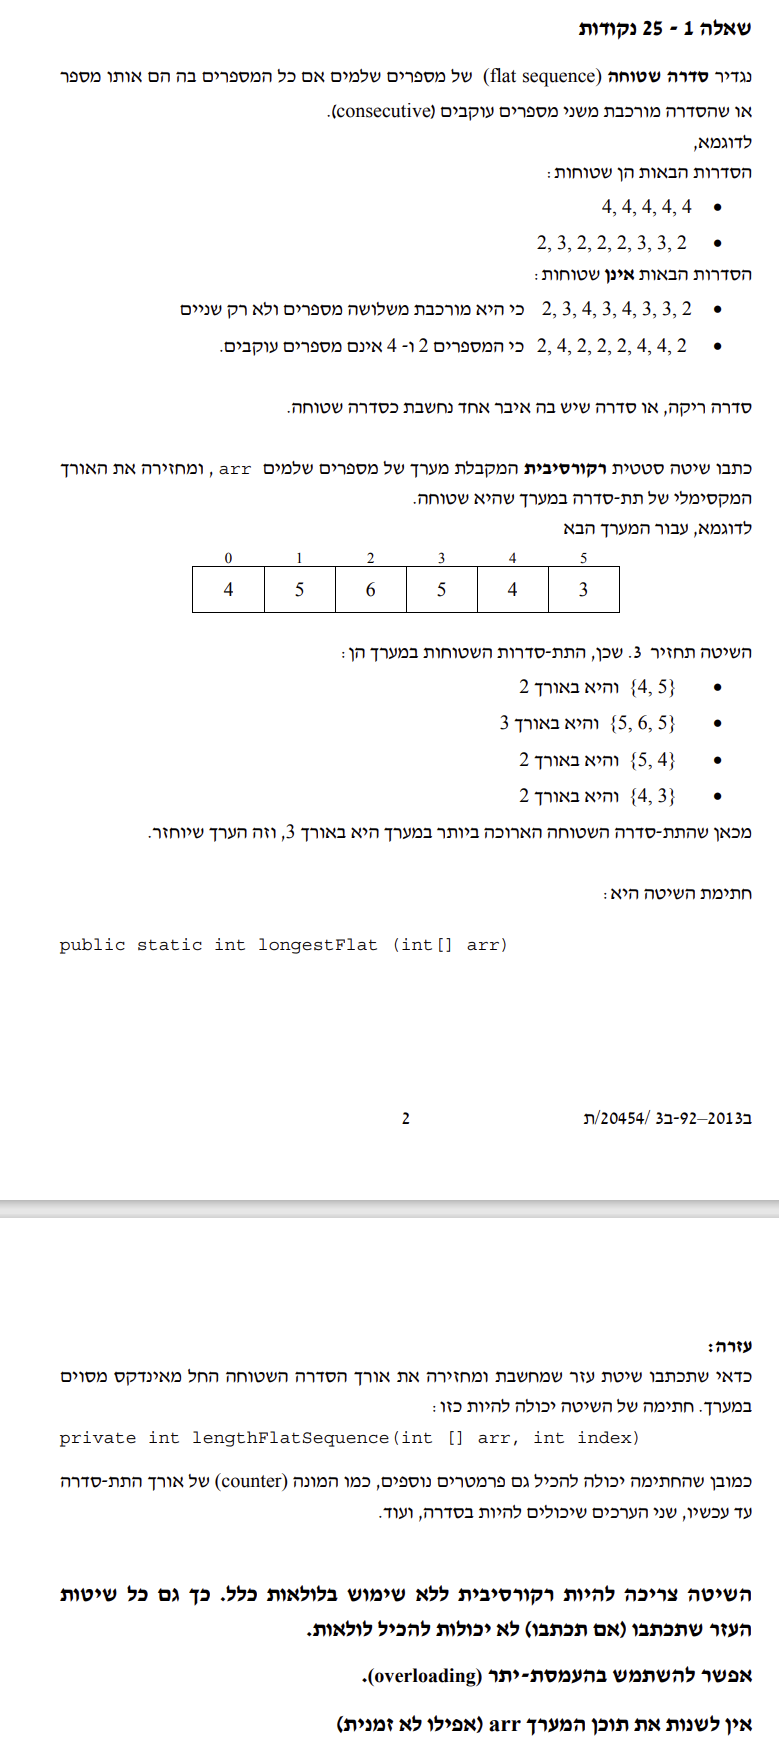 שאלה 1 - 25 נקודות
נגדיר סדרה שטוחה (flat sequence) של מספרים שלמים אם כל המספרים בה הם אותו מספר
או שהסדרה מורכבת משני מספרים עוקבים (consecutive).
לדוגמא,
הסדרות הבאות הן שטוחות:
• 4, 4, 4, 4, 4
• 2, 3, 2, 2, 2, 3, 3, 2
הסדרות הבאות אינן שטוחות:
• 2, 3, 4, 3, 4, 3, 3, 2 כי היא מורכבת משלושה מספרים ולא רק שניים
• 2, 4, 2, 2, 2, 4, 4, 2 כי המספרים 2 ו- 4 אינם מספרים עוקבים.
סדרה ריקה, או סדרה שיש בה איבר אחד נחשבת כסדרה שטוחה.
כתבו שיטה סטטית רקורסיבית המקבלת מערך של מספרים שלמים arr, ומחזירה את האורך
המקסימלי של תת-סדרה במערך שהיא שטוחה.
לדוגמא, עבור המערך הבא
0 1 2 3 4 5
4 5 6 5 4 3
השיטה תחזיר 3. שכן, התת-סדרות השטוחות במערך הן:
• {4, 5} והיא באורך 2
• {5, 6, 5} והיא באורך 3
• {5, 4} והיא באורך 2
• {4, 3} והיא באורך 2
מכאן שהתת-סדרה השטוחה הארוכה ביותר במערך היא באורך 3, וזה הערך שיוחזר.
חתימת השיטה היא:
public static int longestFlat (int[] arr)
ב2013–92-ב3 /20454/ת 2
עזרה:
כדאי שתכתבו שיטת עזר שמחשבת ומחזירה את אורך הסדרה השטוחה החל מאינדקס מסוים
במערך. חתימה של השיטה יכולה להיות כזו:
private int lengthFlatSequence(int [] arr, int index)
כמובן שהחתימה יכולה להכיל גם פרמטרים נוספים, כמו המונה (counter) של אורך התת-סדרה
עד עכשיו, שני הערכים שיכולים להיות בסדרה, ועוד.
השיטה צריכה להיות רקורסיבית ללא שימוש בלולאות כלל. כך גם כל שיטות
העזר שתכתבו (אם תכתבו) לא יכולות להכיל לולאות.
אפשר להשתמש בהעמסת-יתר (overloading).
אין לשנות את תוכן המערך arr (אפילו לא זמנית)